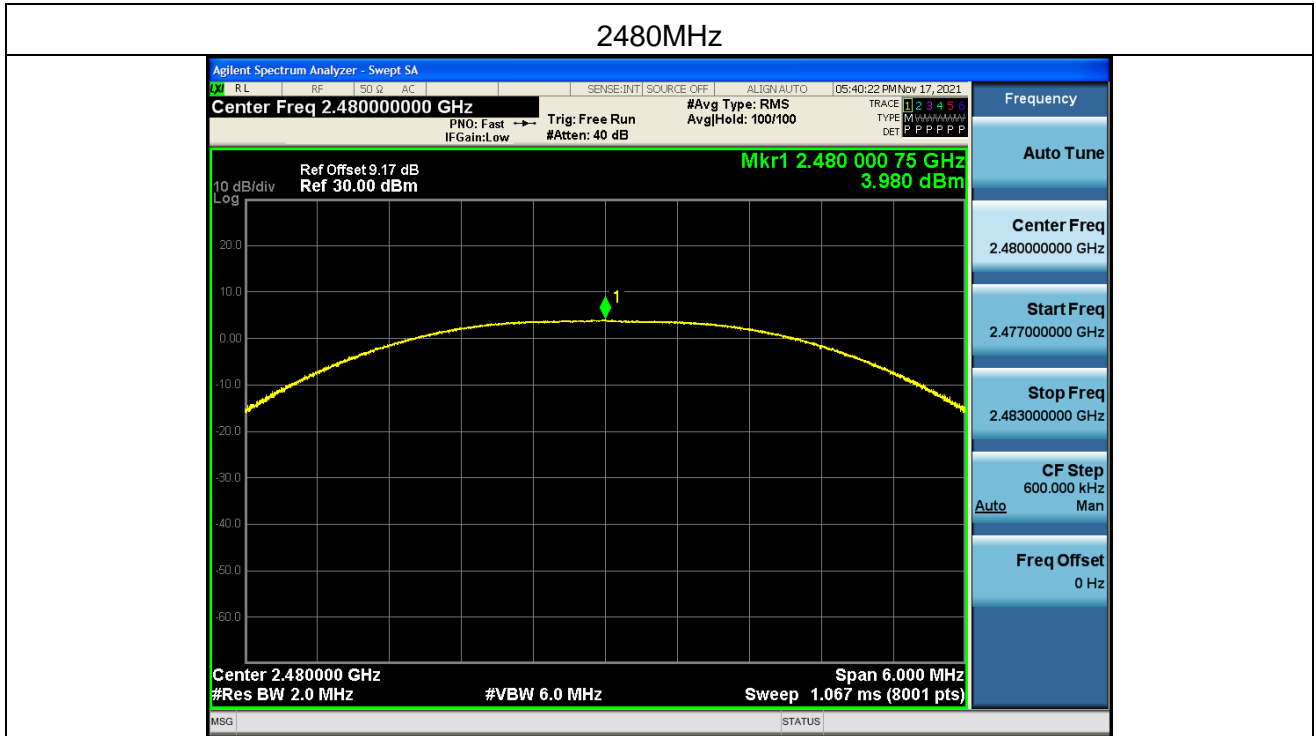 2480MHz
Agilent Spectrum Analyzer - Swept SA
LXI RL RF 50 Ω AC SENSE:INT SOURCE OFF ALIGN AUTO 05:40:22 PM Nov 17, 2021
Center Freq 2.480000000 GHz #Avg Type: RMS TRACE 1 2 3 4 5 6
PNO: Fast Trig: Free Run Avg|Hold: 100/100 TYPE M
IFGain:Low #Atten: 40 dB DET P P P P P P
Mkr1 2.480 000 75 GHz
3.980 dBm
Ref Offset 9.17 dB
10 dB/div Ref 30.00 dBm
Log
20.0
10.0
0.00
-10.0
-20.0
-30.0
-40.0
-50.0
-60.0
1
Center 2.480000 GHz Span 6.000 MHz
#Res BW 2.0 MHz #VBW 6.0 MHz Sweep 1.067 ms (8001 pts)
MSG STATUS
Frequency
Auto Tune
Center Freq
2.480000000 GHz
Start Freq
2.477000000 GHz
Stop Freq
2.483000000 GHz
CF Step
600.000 kHz
Auto Man
Freq Offset
0 Hz